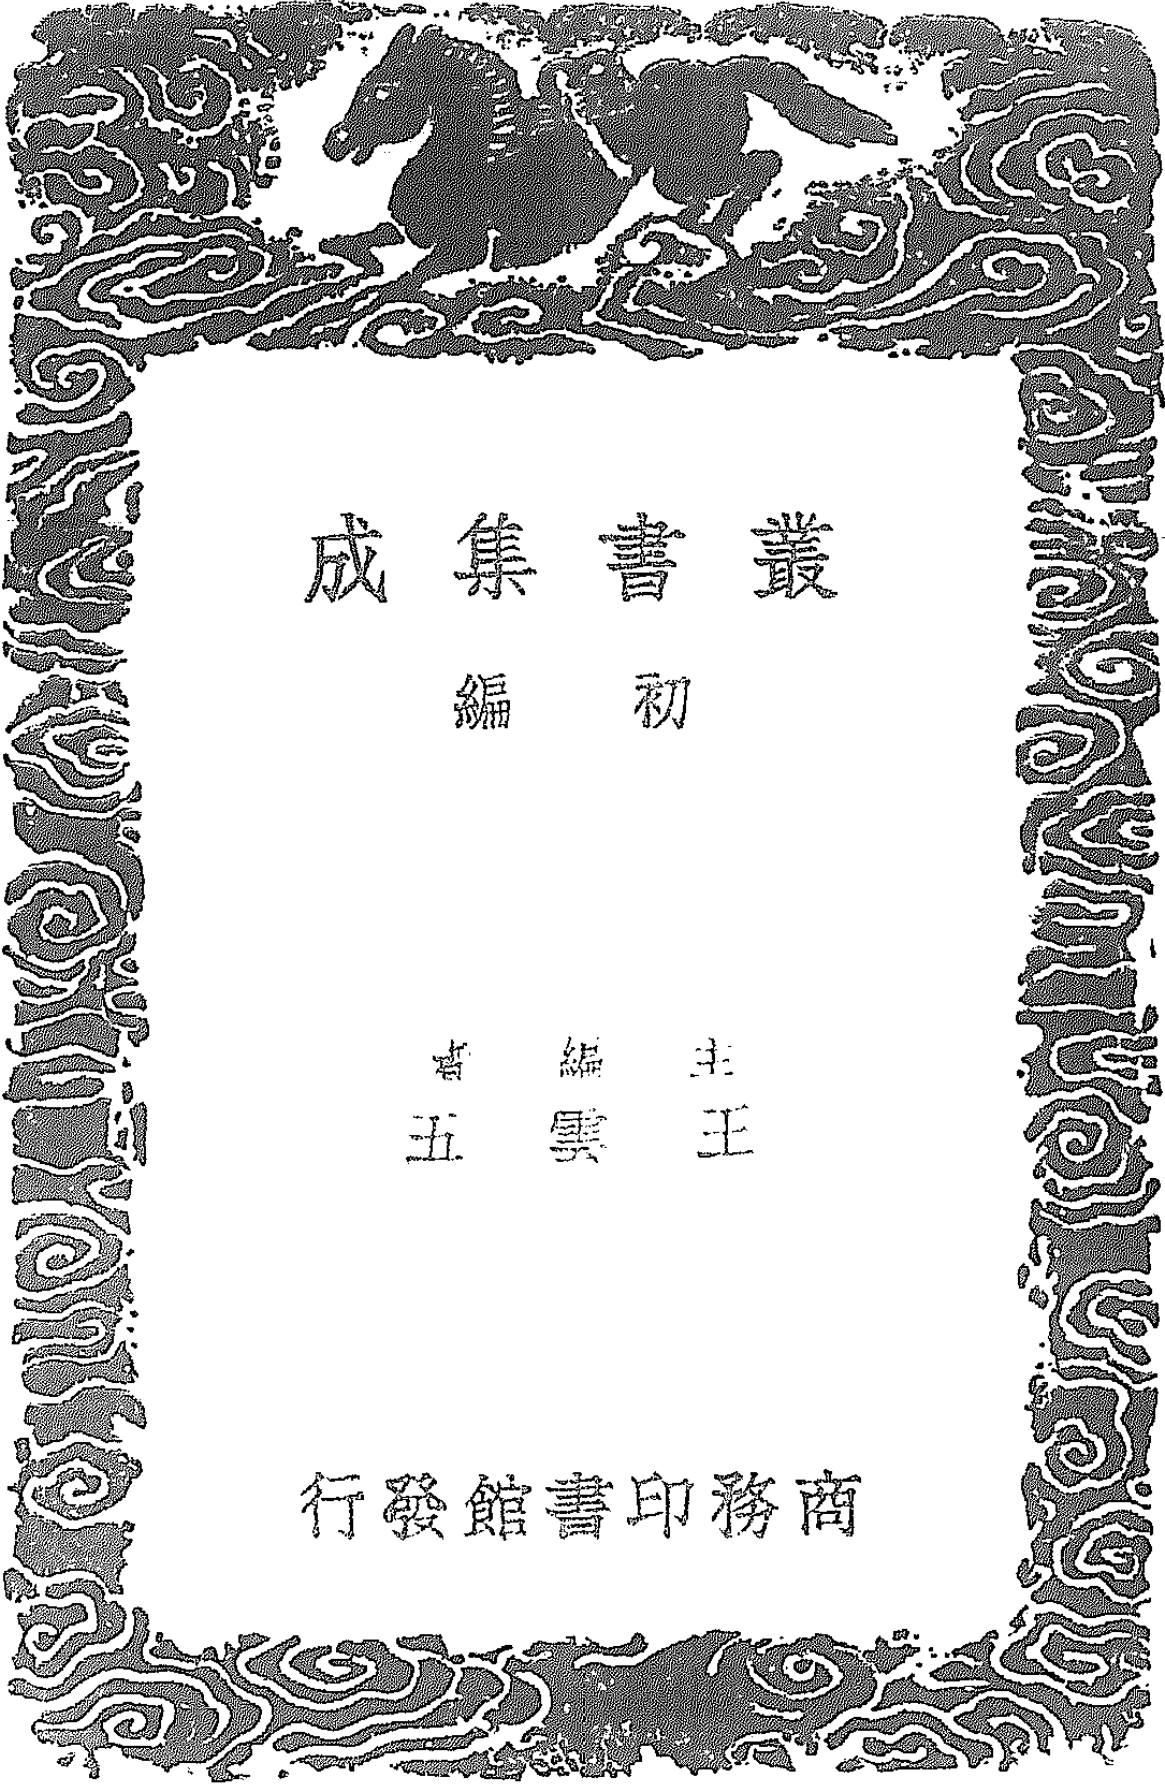 叢書集成
初編
主編者
王雲五
商務印書館發行